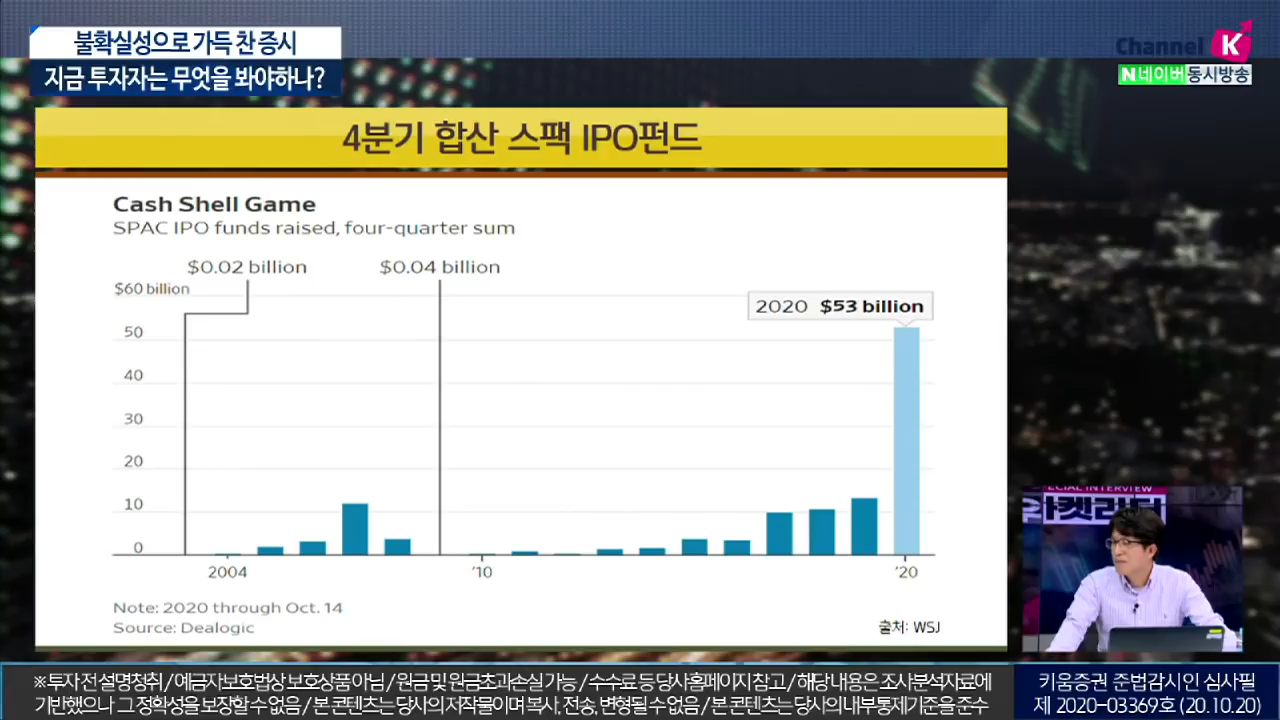 불확실성으로 가득 찬 증시
지금 투자자는 무엇을 봐야하나?
Channel K
N 네이버 동시방송
4분기 합산 스팩 IPO펀드
Cash Shell Game
SPAC IPO funds raised, four-quarter sum
$0.02 billion
$0.04 billion
$60 billion
2020 $53 billion
50
40
30
20
10
0
2004
'10
'20
Note: 2020 through Oct. 14
Source: Dealogic
출처: WSJ
INTERVIEW
※ 투자 전 설명청취 / 예금자보호법상 보호상품 아님 / 원금 및 원금초과손실 가능 / 수수료 등 당사홈페이지 참고 / 해당 내용은 조사분석자료에
기반했으나 그 정확성을 보장할 수 없음 / 본 콘텐츠는 당사의 저작물이며 복사, 전송, 변형될 수 없음 / 본 콘텐츠는 당사의 내부통제기준을 준수
키움증권 준법감시인 심사필
제 2020-03369호 (20.10.20)